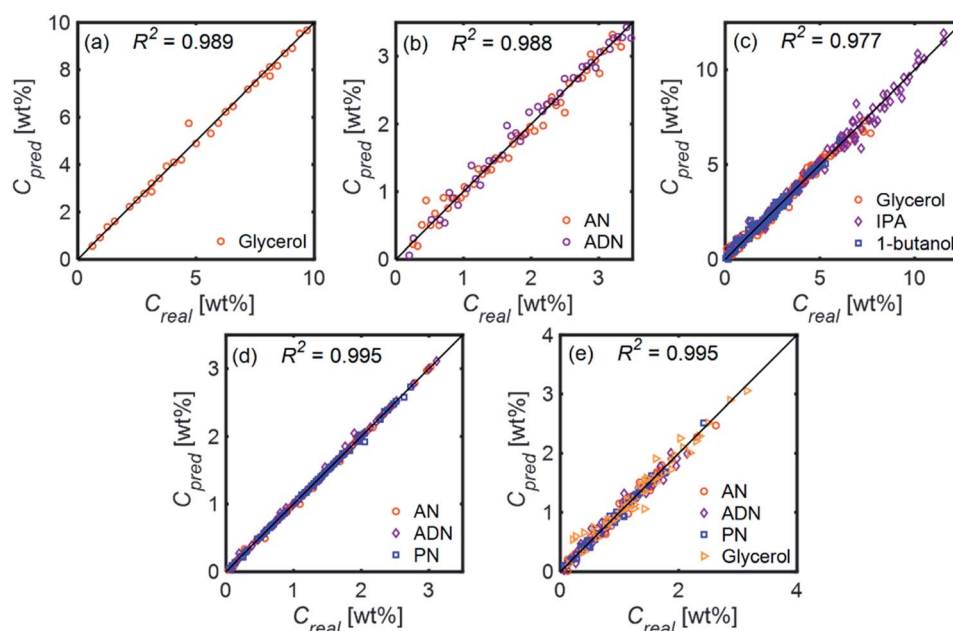 (a) R² = 0.989
10
8
6
4
2
0
0 5 10
C_pred [wt%]
C_real [wt%]
Glycerol
(b) R² = 0.988
3
2
1
0
0 1 2 3
C_pred [wt%]
C_real [wt%]
AN
ADN
(c) R² = 0.977
10
5
0
0 5 10
C_pred [wt%]
C_real [wt%]
Glycerol
IPA
1-butanol
(d) R² = 0.995
3
2
1
0
0 1 2 3
C_pred [wt%]
C_real [wt%]
AN
ADN
PN
(e) R² = 0.995
4
3
2
1
0
0 2 4
C_pred [wt%]
C_real [wt%]
AN
ADN
PN
Glycerol